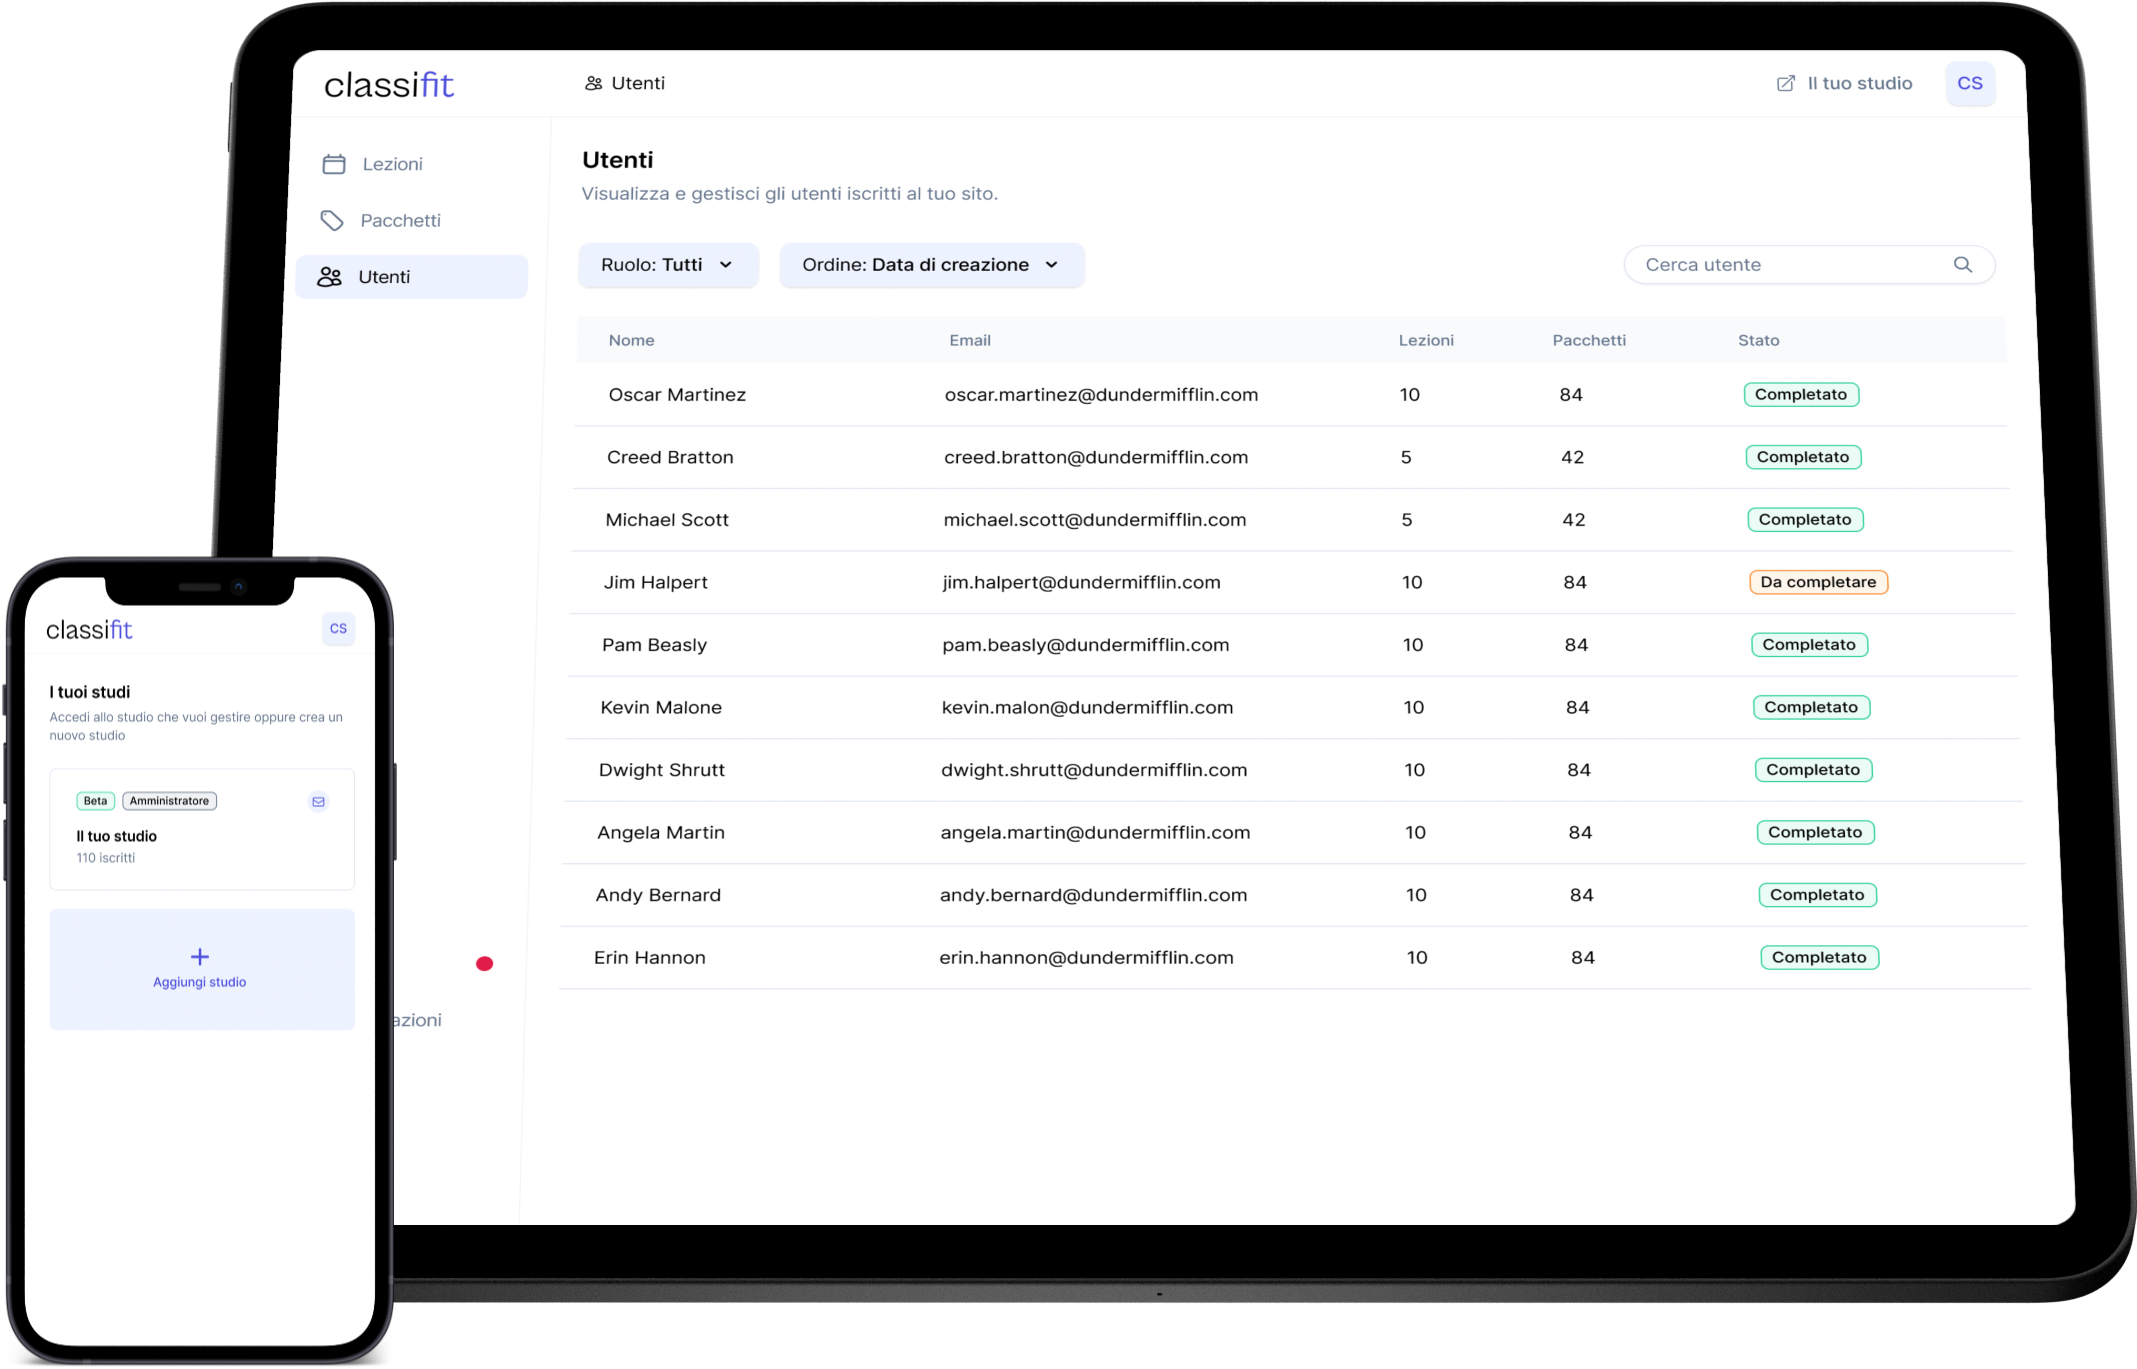 classifit
Utenti
Il tuo studio
CS
Lezioni
Pacchetti
Utenti
Utenti
Visualizza e gestisci gli utenti iscritti al tuo sito.
Ruolo: Tutti
Ordine: Data di creazione
Cerca utente
Nome Email Lezioni Pacchetti Stato
Oscar Martinez oscar.martinez@dundermifflin.com 10 84 Completato
Creed Bratton creed.bratton@dundermifflin.com 5 42 Completato
Michael Scott michael.scott@dundermifflin.com 5 42 Completato
Jim Halpert jim.halpert@dundermifflin.com 10 84 Da completare
Pam Beasly pam.beasly@dundermifflin.com 10 84 Completato
Kevin Malone kevin.malon@dundermifflin.com 10 84 Completato
Dwight Shrutt dwight.shrutt@dundermifflin.com 10 84 Completato
Angela Martin angela.martin@dundermifflin.com 10 84 Completato
Andy Bernard andy.bernard@dundermifflin.com 10 84 Completato
Erin Hannon erin.hannon@dundermifflin.com 10 84 Completato
azioni
classifit
CS
I tuoi studi
Accedi allo studio che vuoi gestire oppure crea un
nuovo studio
Beta Amministratore
Il tuo studio
110 iscritti
Aggiungi studio